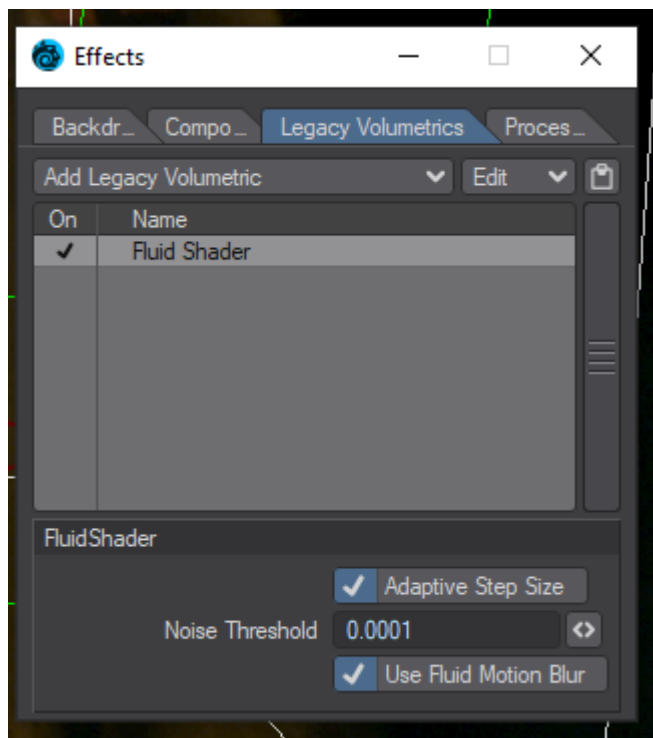 Effects
Backdr... Compo... Legacy Volumetrics Proces...
Add Legacy Volumetric Edit
On Name
Fluid Shader
FluidShader
Adaptive Step Size
Noise Threshold 0.0001
Use Fluid Motion Blur